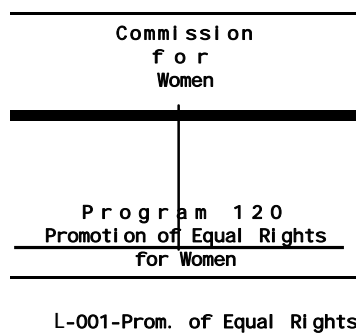 Commission
for
Women
Program 120
Promotion of Equal Rights
for Women
L-001-Prom. of Equal Rights